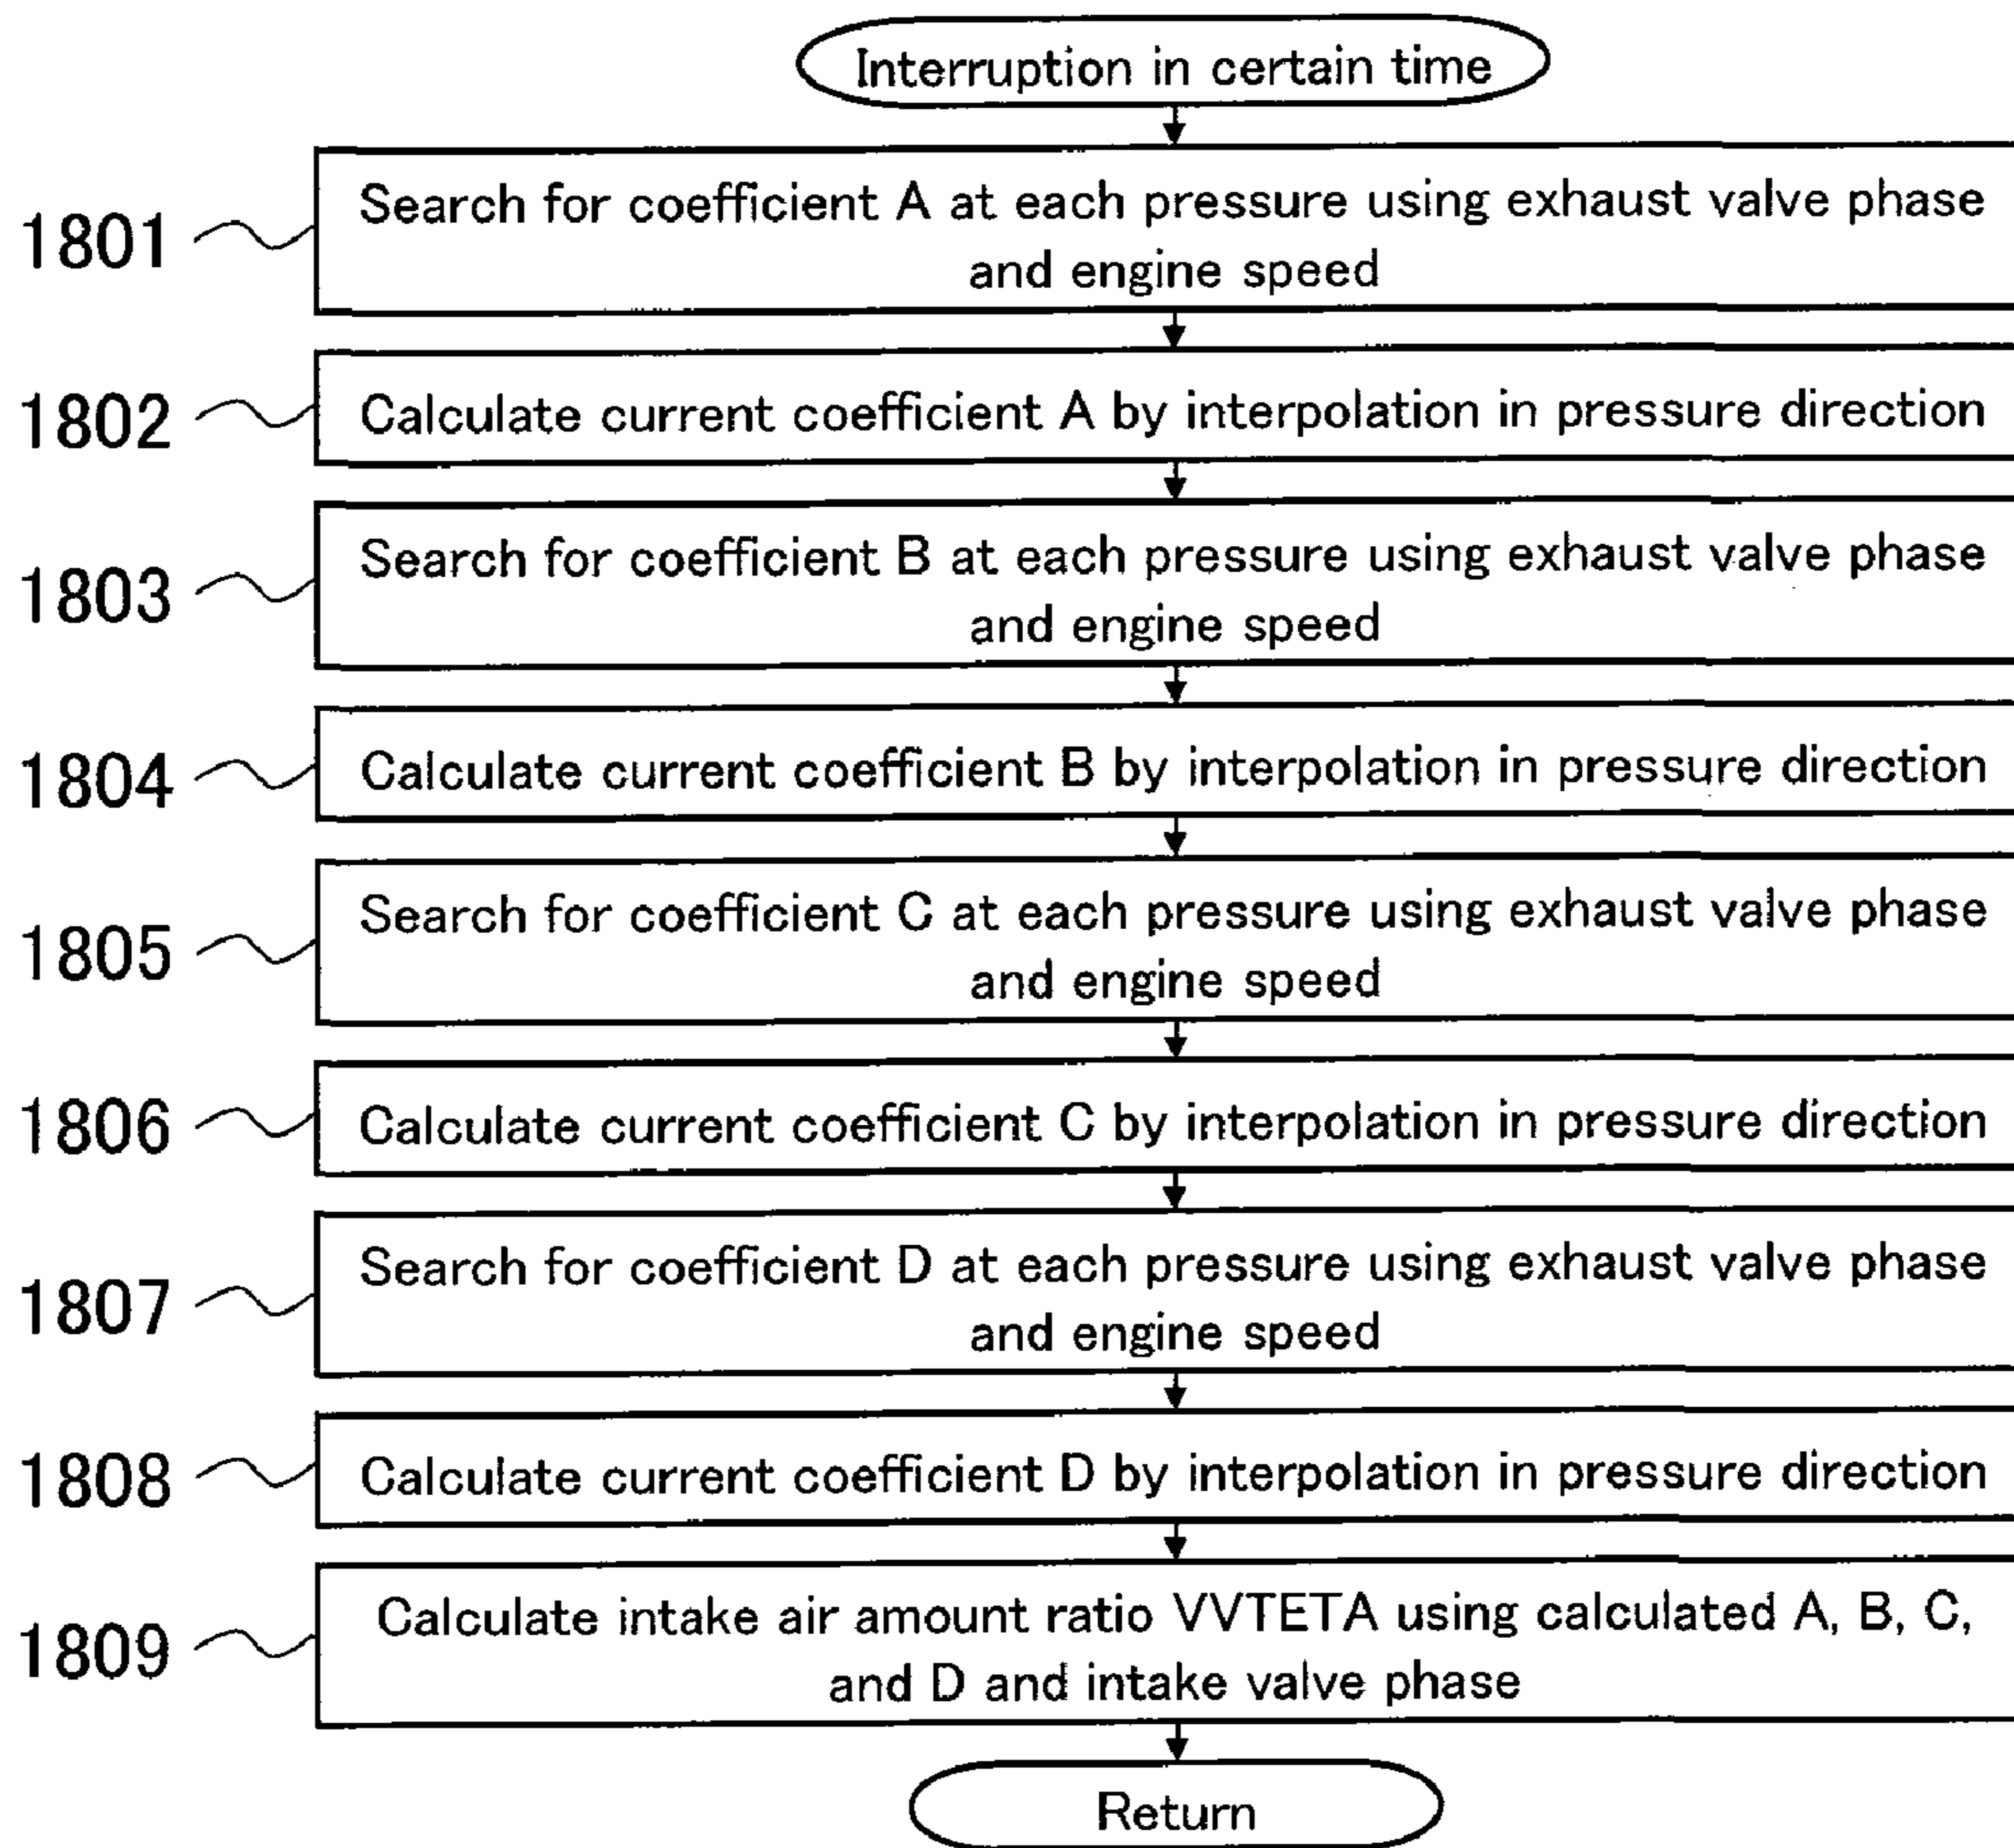 Interruption in certain time
1801
Search for coefficient A at each pressure using exhaust valve phase
and engine speed
1802
Calculate current coefficient A by interpolation in pressure direction
1803
Search for coefficient B at each pressure using exhaust valve phase
and engine speed
1804
Calculate current coefficient B by interpolation in pressure direction
1805
Search for coefficient C at each pressure using exhaust valve phase
and engine speed
1806
Calculate current coefficient C by interpolation in pressure direction
1807
Search for coefficient D at each pressure using exhaust valve phase
and engine speed
1808
Calculate current coefficient D by interpolation in pressure direction
1809
Calculate intake air amount ratio VVTETA using calculated A, B, C,
and D and intake valve phase
Return